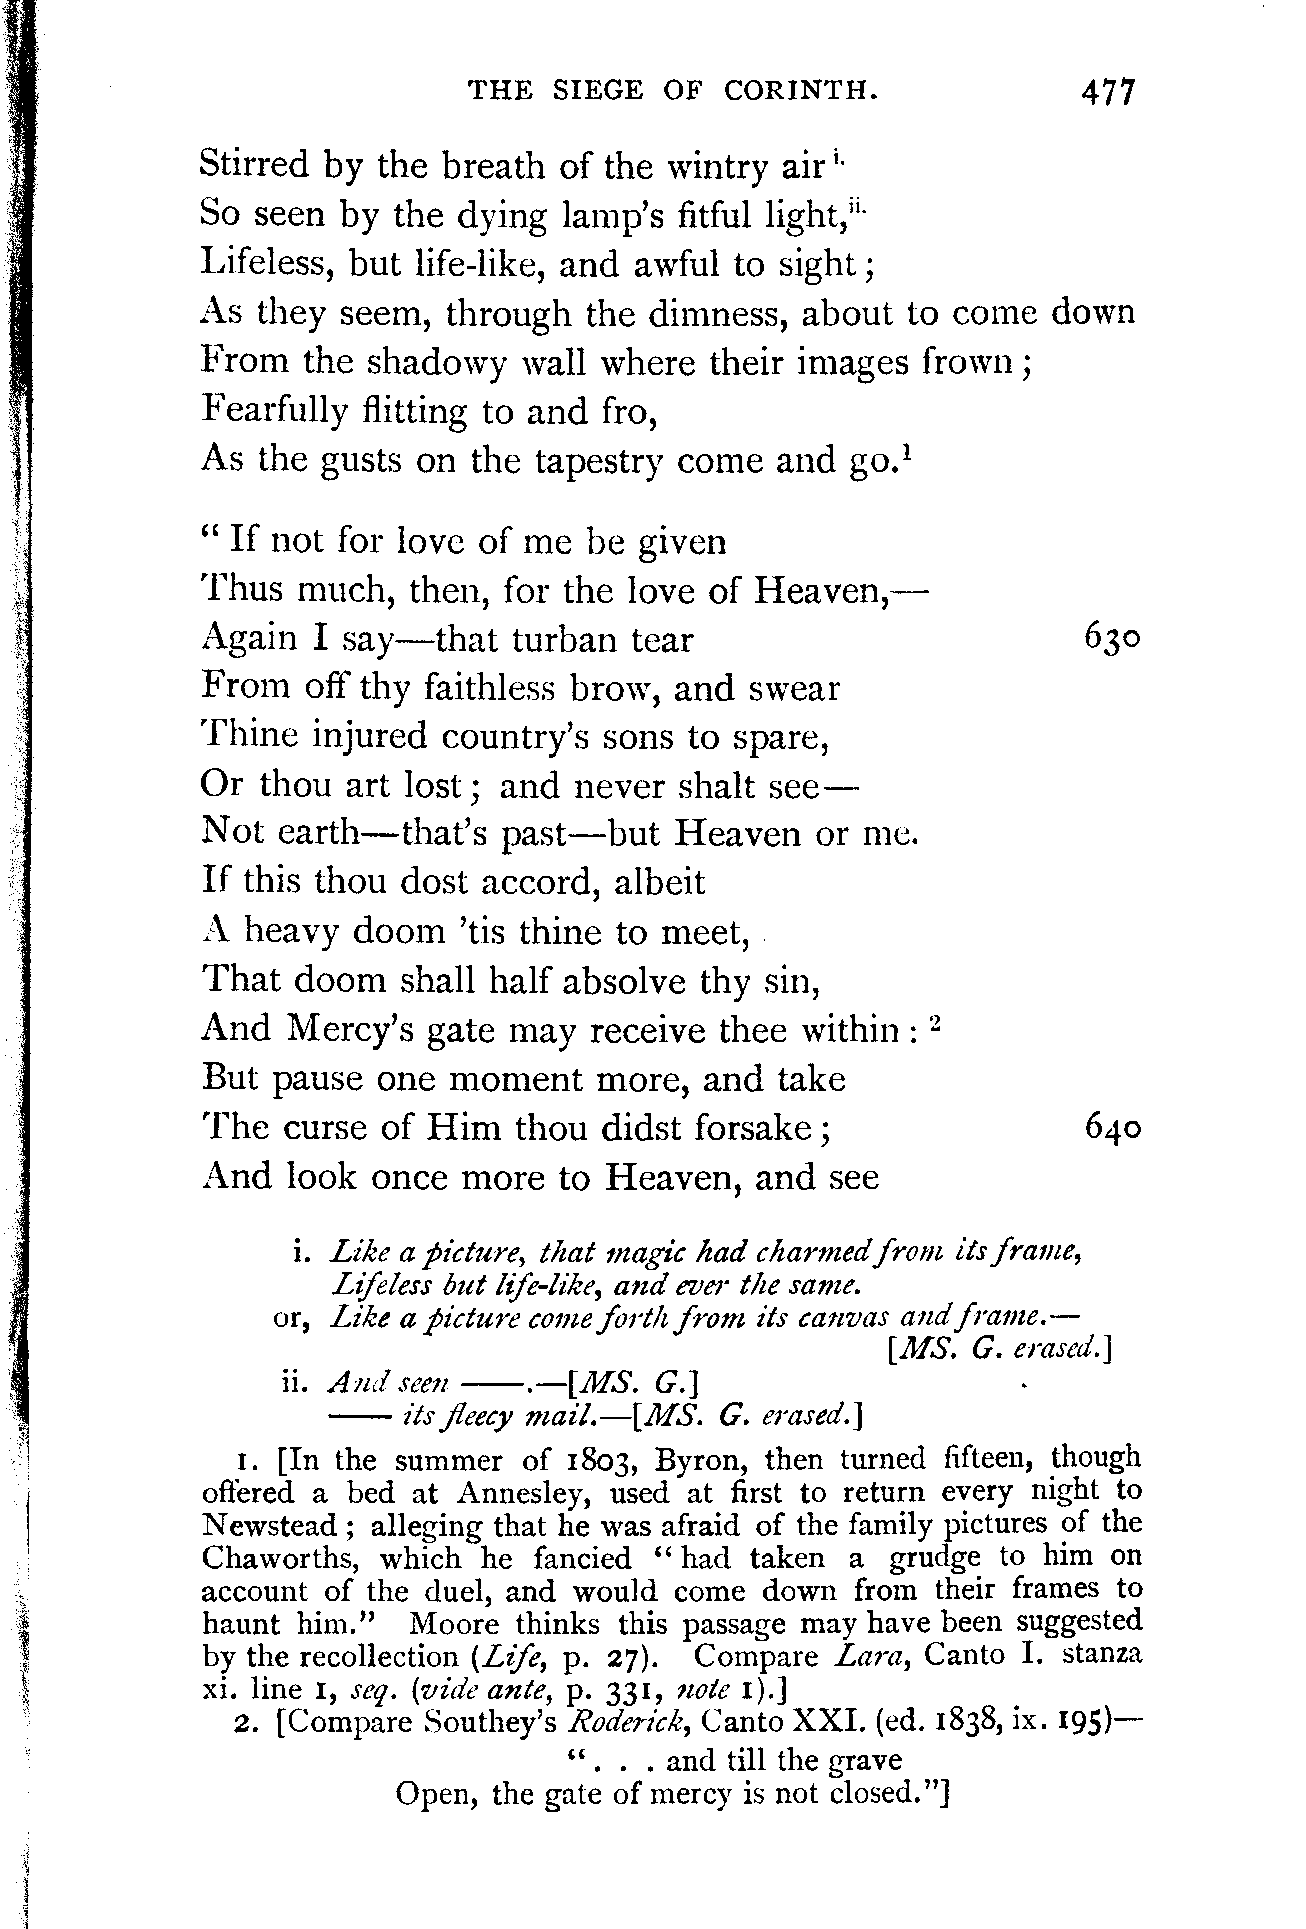 THE SIEGE OF CORINTH. 477
Stirred by the breath of the wintry air i.
So seen by the dying lamp's fitful light,ii.
Lifeless, but life-like, and awful to sight;
As they seem, through the dimness, about to come down
From the shadowy wall where their images frown;
Fearfully flitting to and fro,
As the gusts on the tapestry come and go.1
"If not for love of me be given
Thus much, then, for the love of Heaven,—
Again I say—that turban tear 630
From off thy faithless brow, and swear
Thine injured country's sons to spare,
Or thou art lost; and never shalt see—
Not earth—that's past—but Heaven or me.
If this thou dost accord, albeit
A heavy doom 'tis thine to meet,
That doom shall half absolve thy sin,
And Mercy's gate may receive thee within: 2
But pause one moment more, and take
The curse of Him thou didst forsake; 640
And look once more to Heaven, and see
i. Like a picture, that magic had charmed from its frame,
Lifeless but life-like, and ever the same.
or, Like a picture come forth from its canvas and frame.—
[MS. G. erased.]
ii. And seen ——.—[MS. G.]
—— its fleecy mail.—[MS. G. erased.]
1. [In the summer of 1803, Byron, then turned fifteen, though
offered a bed at Annesley, used at first to return every night to
Newstead; alleging that he was afraid of the family pictures of the
Chaworths, which he fancied "had taken a grudge to him on
account of the duel, and would come down from their frames to
haunt him." Moore thinks this passage may have been suggested
by the recollection (Life, p. 27). Compare Lara, Canto I. stanza
xi. line 1, seq. (vide ante, p. 331, note 1).]
2. [Compare Southey's Roderick, Canto XXI. (ed. 1838, ix. 195)—
". . . and till the grave
Open, the gate of mercy is not closed."]